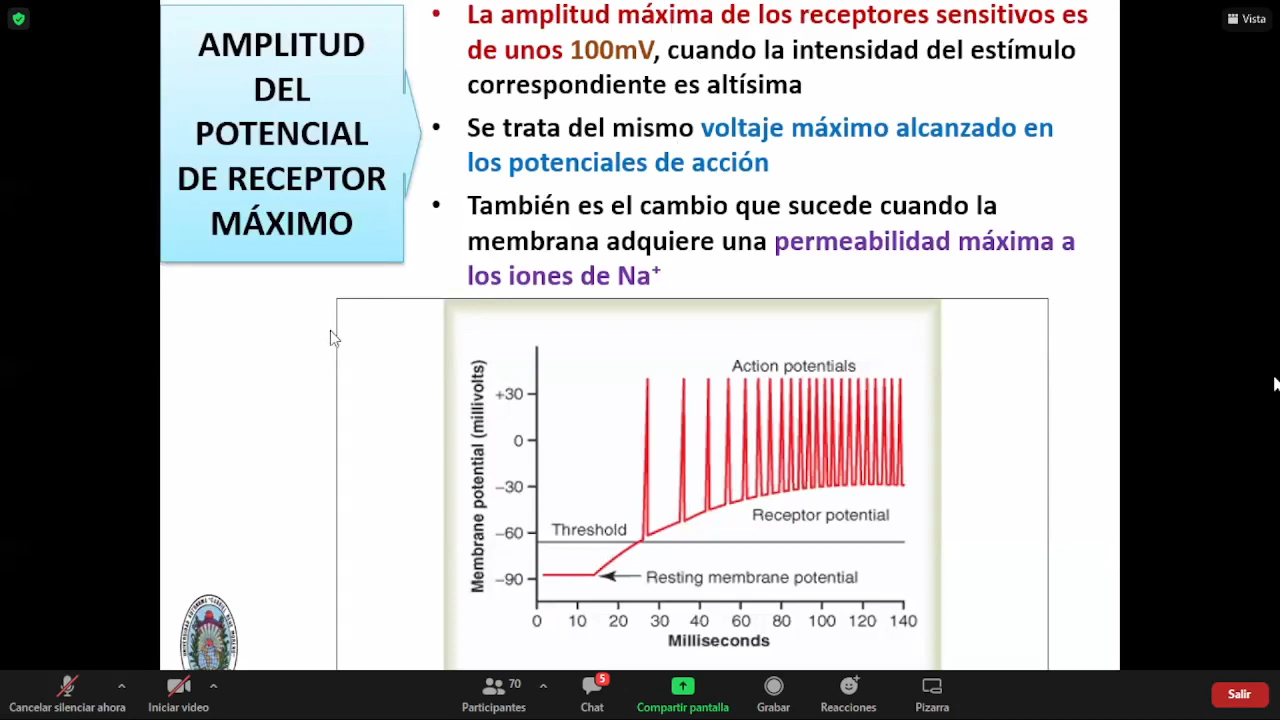 Vista
AMPLITUD
DEL
POTENCIAL
DE RECEPTOR
MÁXIMO
• La amplitud máxima de los receptores sensitivos es
de unos 100mV, cuando la intensidad del estímulo
correspondiente es altísima
• Se trata del mismo voltaje máximo alcanzado en
los potenciales de acción
• También es el cambio que sucede cuando la
membrana adquiere una permeabilidad máxima a
los iones de Na⁺
Membrane potential (millivolts)
+30
0
–30
–60
–90
Action potentials
Receptor potential
Threshold
Resting membrane potential
0 10 20 30 40 60 80 100 120 140
Milliseconds
Cancelar silenciar ahora
Iniciar video
70
Participantes
5
Chat
Compartir pantalla
Grabar
Reacciones
Pizarra
Salir